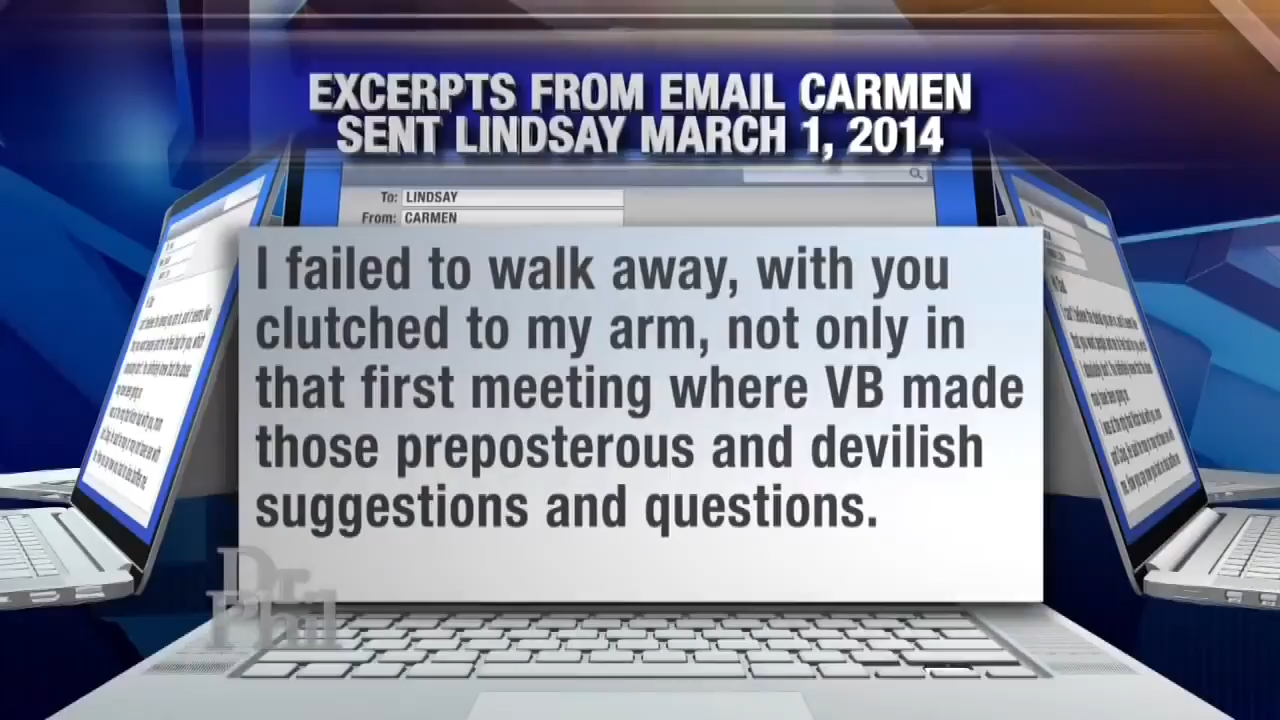 EXCERPTS FROM EMAIL CARMEN
SENT LINDSAY MARCH 1, 2014
To: LINDSAY
From: CARMEN
I failed to walk away, with you
clutched to my arm, not only in
that first meeting where VB made
those preposterous and devilish
suggestions and questions.
Dr.
Phil